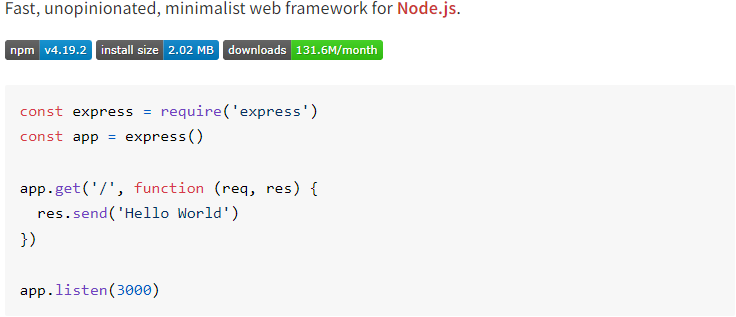 Fast, unopinionated, minimalist web framework for Node.js.
npm v4.19.2 install size 2.02 MB downloads 131.6M/month
const express = require('express')
const app = express()

app.get('/', function (req, res) {
  res.send('Hello World')
})

app.listen(3000)